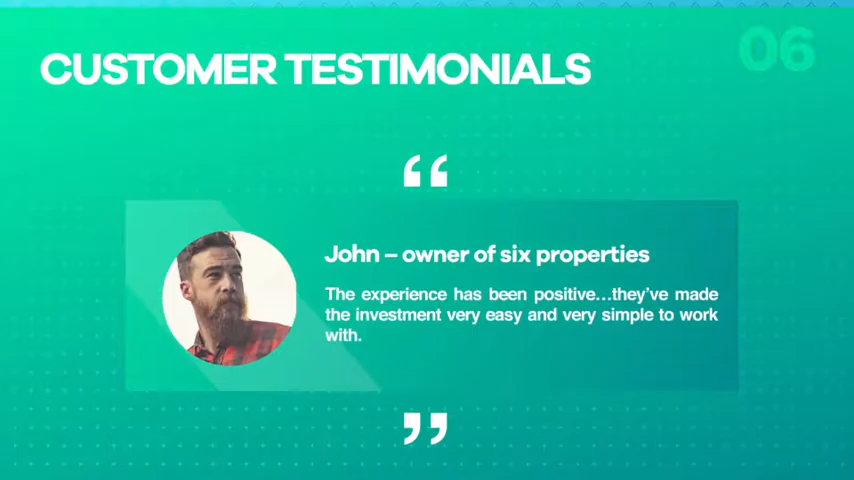 CUSTOMER TESTIMONIALS
06
“
John – owner of six properties
The experience has been positive…they’ve made
the investment very easy and very simple to work
with.
”